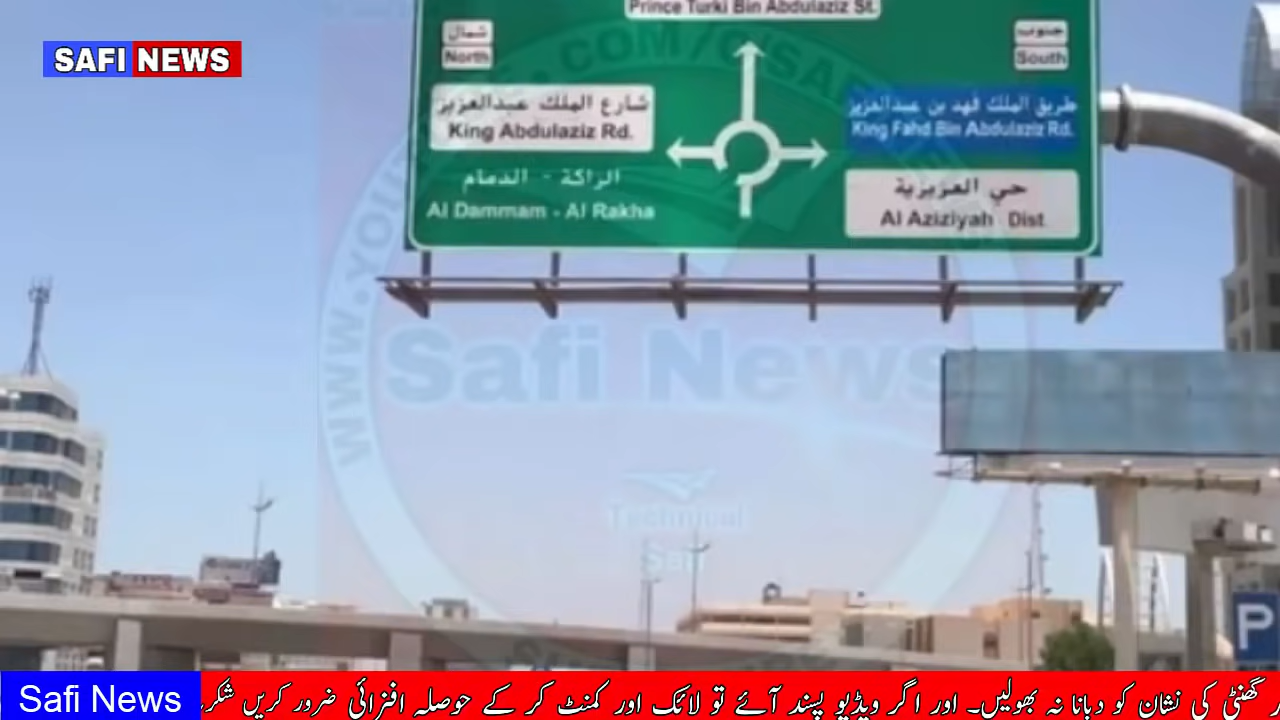 Prince Turki Bin Abdulaziz St.
شمال
North
جنوب
South
شارع الملك عبدالعزيز
King Abdulaziz Rd.
الراكة - الدمام
Al Dammam - Al Rakha
طريق الملك فهد بن عبدالعزيز
King Fahd Bin Abdulaziz Rd.
حي العزيزية
Al Aziziyah Dist
SAFI NEWS
Safi News
Technical
Safi
P
Safi News
گھنٹی کی نشان کو دبانا نہ بھولیں۔ اور اگر ویڈیو پسند آئے تو لائک اور کمنٹ کر کے حوصلہ افزائی ضرور کریں